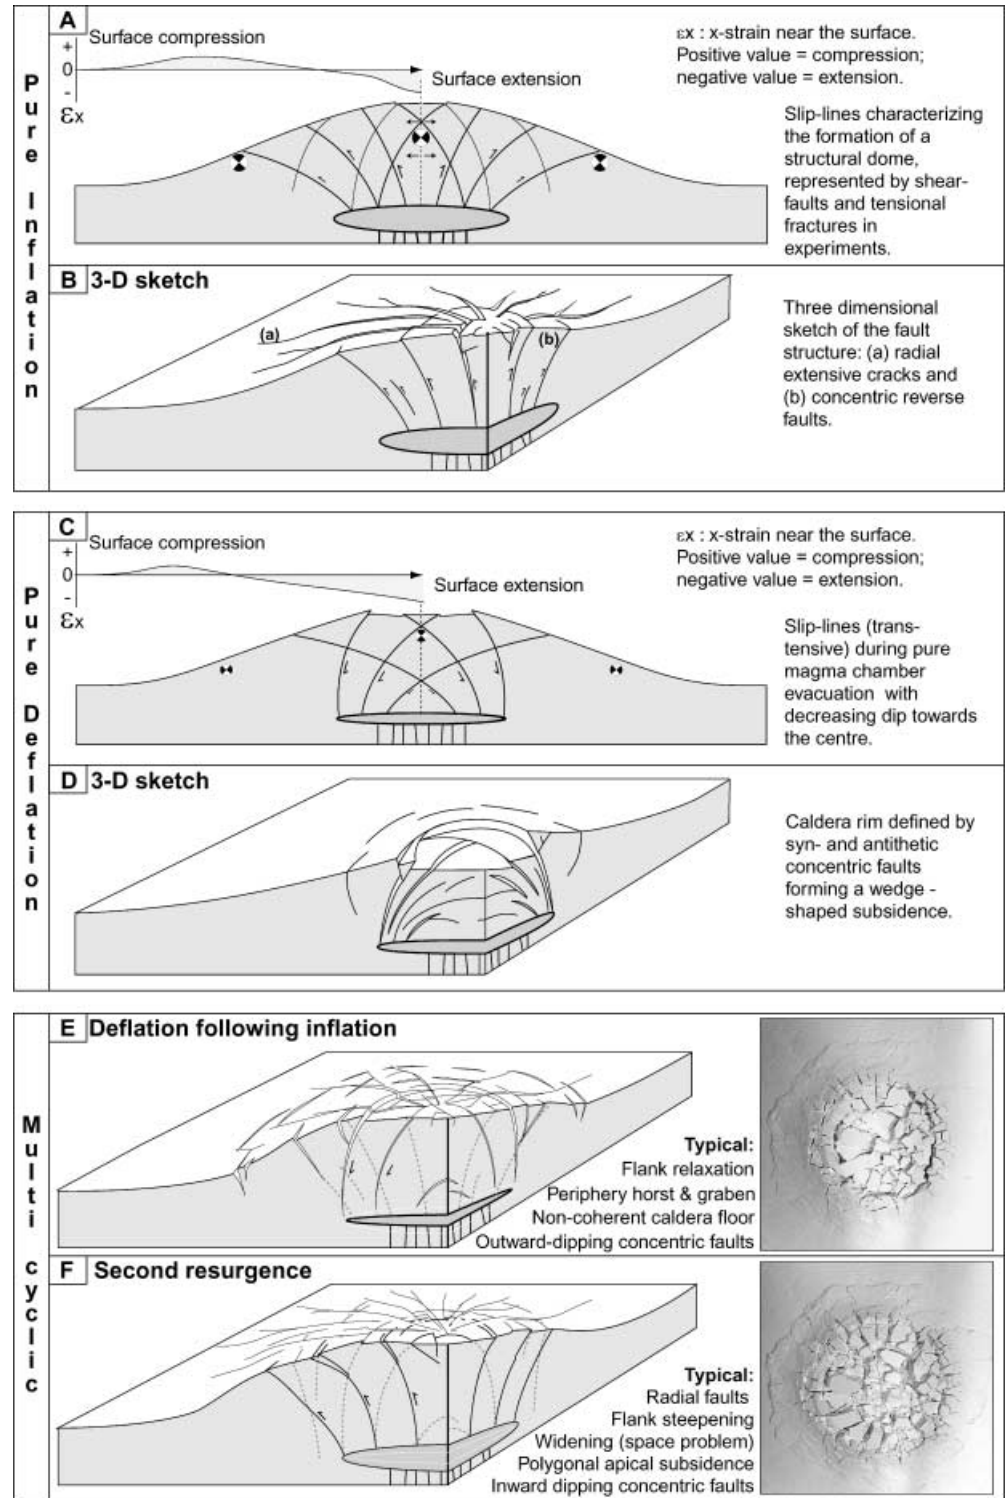 Pure Inflation
A
Surface compression
+
0
-
εx
Surface extension
εx : x-strain near the surface.
Positive value = compression;
negative value = extension.
Slip-lines characterizing
the formation of a
structural dome,
represented by shear-
faults and tensional
fractures in
experiments.
B 3-D sketch
(a)
(b)
Three dimensional
sketch of the fault
structure: (a) radial
extensive cracks and
(b) concentric reverse
faults.
Pure Deflation
C
Surface compression
+
0
-
εx
Surface extension
εx : x-strain near the surface.
Positive value = compression;
negative value = extension.
Slip-lines (trans-
tensive) during pure
magma chamber
evacuation with
decreasing dip towards
the centre.
D 3-D sketch
Caldera rim defined by
syn- and antithetic
concentric faults
forming a wedge -
shaped subsidence.
Multi cyclic
E Deflation following inflation
Typical:
Flank relaxation
Periphery horst & graben
Non-coherent caldera floor
Outward-dipping concentric faults
F Second resurgence
Typical:
Radial faults
Flank steepening
Widening (space problem)
Polygonal apical subsidence
Inward dipping concentric faults